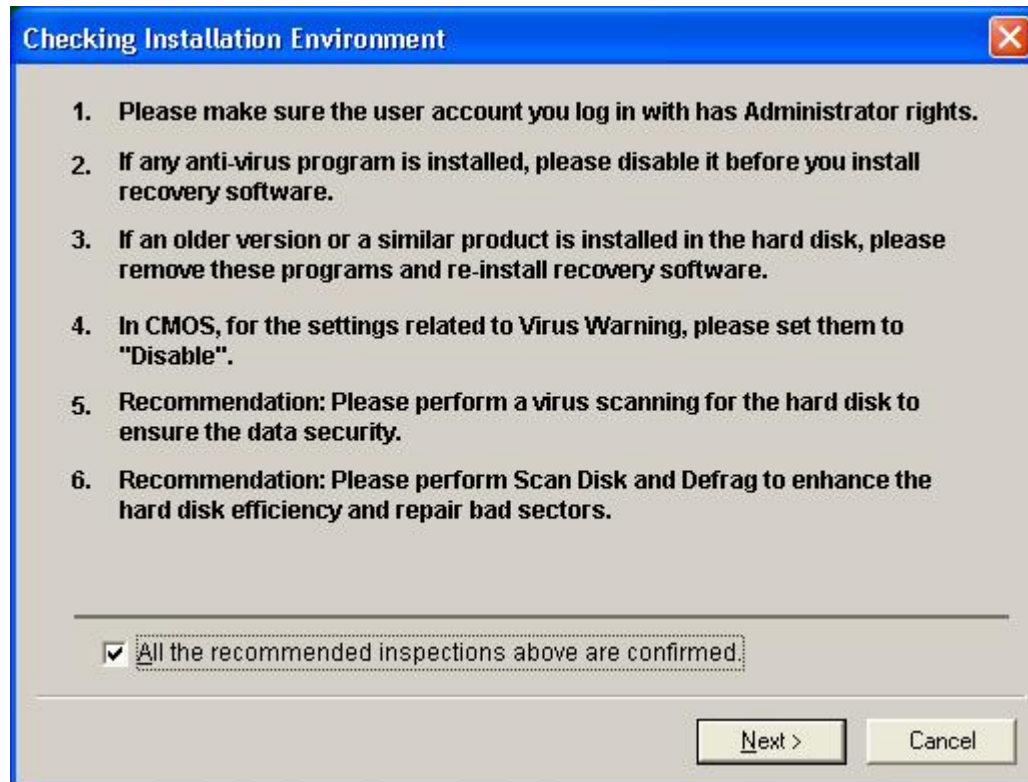 Checking Installation Environment
1. Please make sure the user account you log in with has Administrator rights.
2. If any anti-virus program is installed, please disable it before you install
recovery software.
3. If an older version or a similar product is installed in the hard disk, please
remove these programs and re-install recovery software.
4. In CMOS, for the settings related to Virus Warning, please set them to
"Disable".
5. Recommendation: Please perform a virus scanning for the hard disk to
ensure the data security.
6. Recommendation: Please perform Scan Disk and Defrag to enhance the
hard disk efficiency and repair bad sectors.
All the recommended inspections above are confirmed.
Next >
Cancel